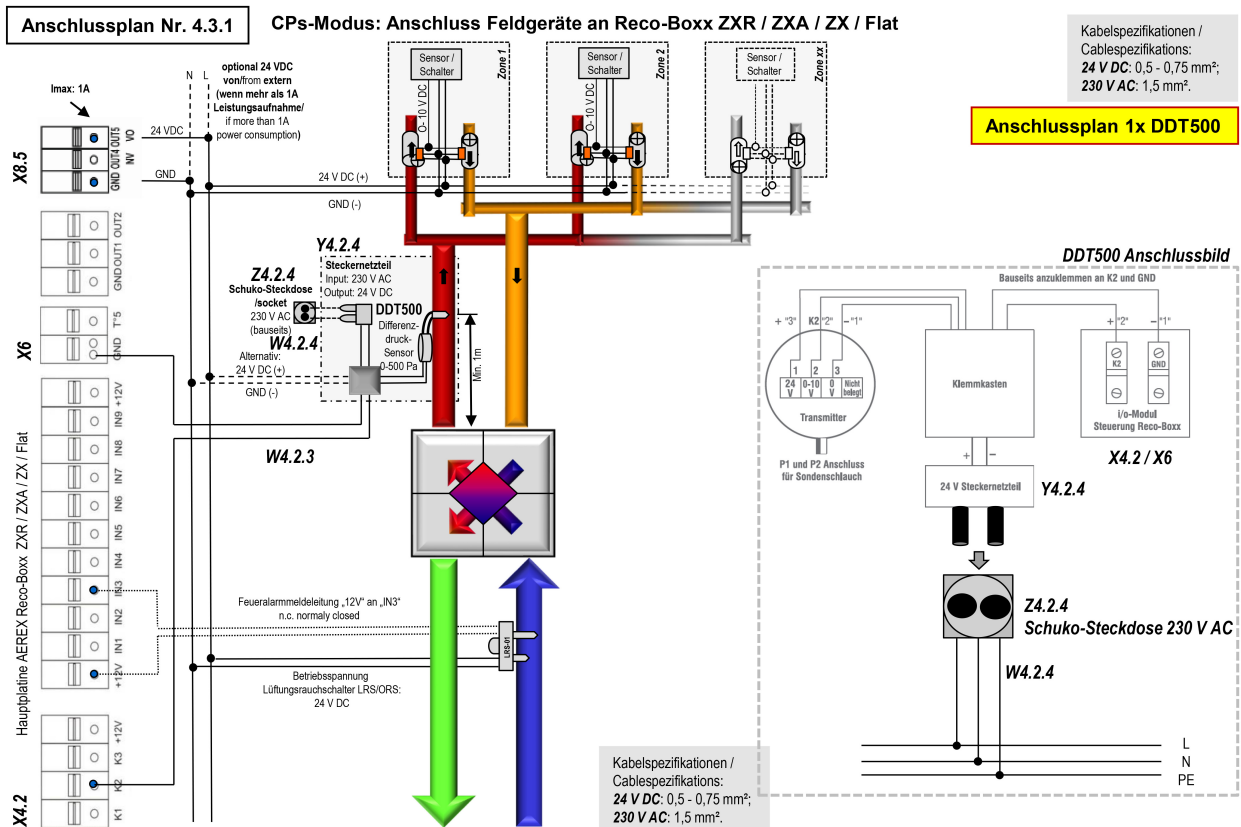 Anschlussplan Nr. 4.3.1
CPs-Modus: Anschluss Feldgeräte an Reco-Boxx ZXR / ZXA / ZX / Flat
Kabelspezifikationen /
Cablespezifikations:
24 V DC: 0,5 - 0,75 mm²;
230 V AC: 1,5 mm².
Anschlussplan 1x DDT500
Imax: 1A
N L
optional 24 VDC
von/from extern
(wenn mehr als 1A
Leistungsaufnahme/
if more than 1A
power consumption)
Sensor /
Schalter
Zone 1
O- 10 V DC
Sensor /
Schalter
Zone 2
O- 10 V DC
Sensor /
Schalter
Zone xx
X8.5
OUT5 VO
OUT4 INV
GND
24 VDC
GND
24 V DC (+)
GND (-)
OUT2
OUT1
GND
X6
T°5
GND
Y4.2.4
Steckernetzteil
Input: 230 V AC
Output: 24 V DC
Z4.2.4
Schuko-Steckdose
/socket
230 V AC
(bauseits)
W4.2.4
DDT500
Differenz-
druck-
Sensor
0-500 Pa
Min. 1m
Alternativ:
24 V DC (+)
GND (-)
W4.2.3
Hauptplatine AEREX Reco-Boxx ZXR / ZXA / ZX / Flat
+12V
IN9
IN8
IN7
IN6
IN5
IN4
IN3
IN2
IN1
+12V
Feueralarmmeldeleitung „12V“ an „IN3“
n.c. normaly closed
LRS-01
Betriebsspannung
Lüftungsrauchschalter LRS/ORS:
24 V DC
X4.2
+12V
K3
K2
K1
Kabelspezifikationen /
Cablespezifikations:
24 V DC: 0,5 - 0,75 mm²;
230 V AC: 1,5 mm².
DDT500 Anschlussbild
Bauseits anzuklemmen an K2 und GND
+ "3" K2 "2" – "1"
+ "2" – "1"
1 2 3
24 V
0-10 V
0 V
Nicht belegt
Transmitter
P1 und P2 Anschluss
für Sondenschlauch
Klemmkasten
K2
GND
i/o-Modul
Steuerung Reco-Boxx
X4.2 / X6
+ –
24 V Steckernetzteil
Y4.2.4
Z4.2.4
Schuko-Steckdose 230 V AC
W4.2.4
L
N
PE